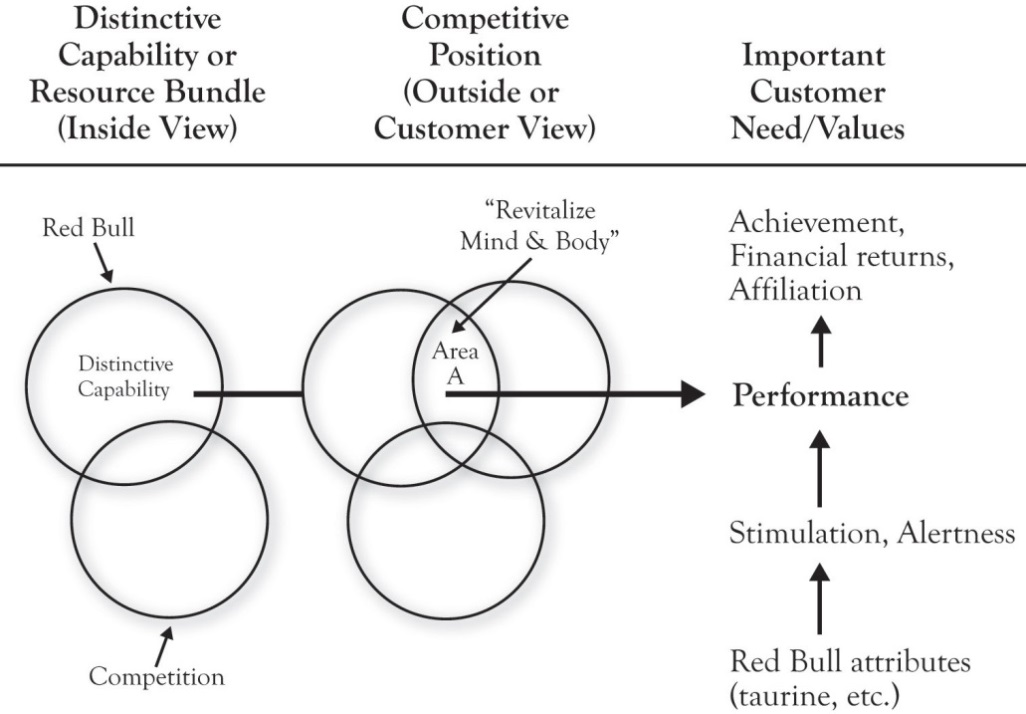 Distinctive
Capability or
Resource Bundle
(Inside View)
Competitive
Position
(Outside or
Customer View)
Important
Customer
Need/Values
Red Bull
Distinctive
Capability
Competition
“Revitalize
Mind & Body”
Area
A
Achievement,
Financial returns,
Affiliation
Performance
Stimulation, Alertness
Red Bull attributes
(taurine, etc.)